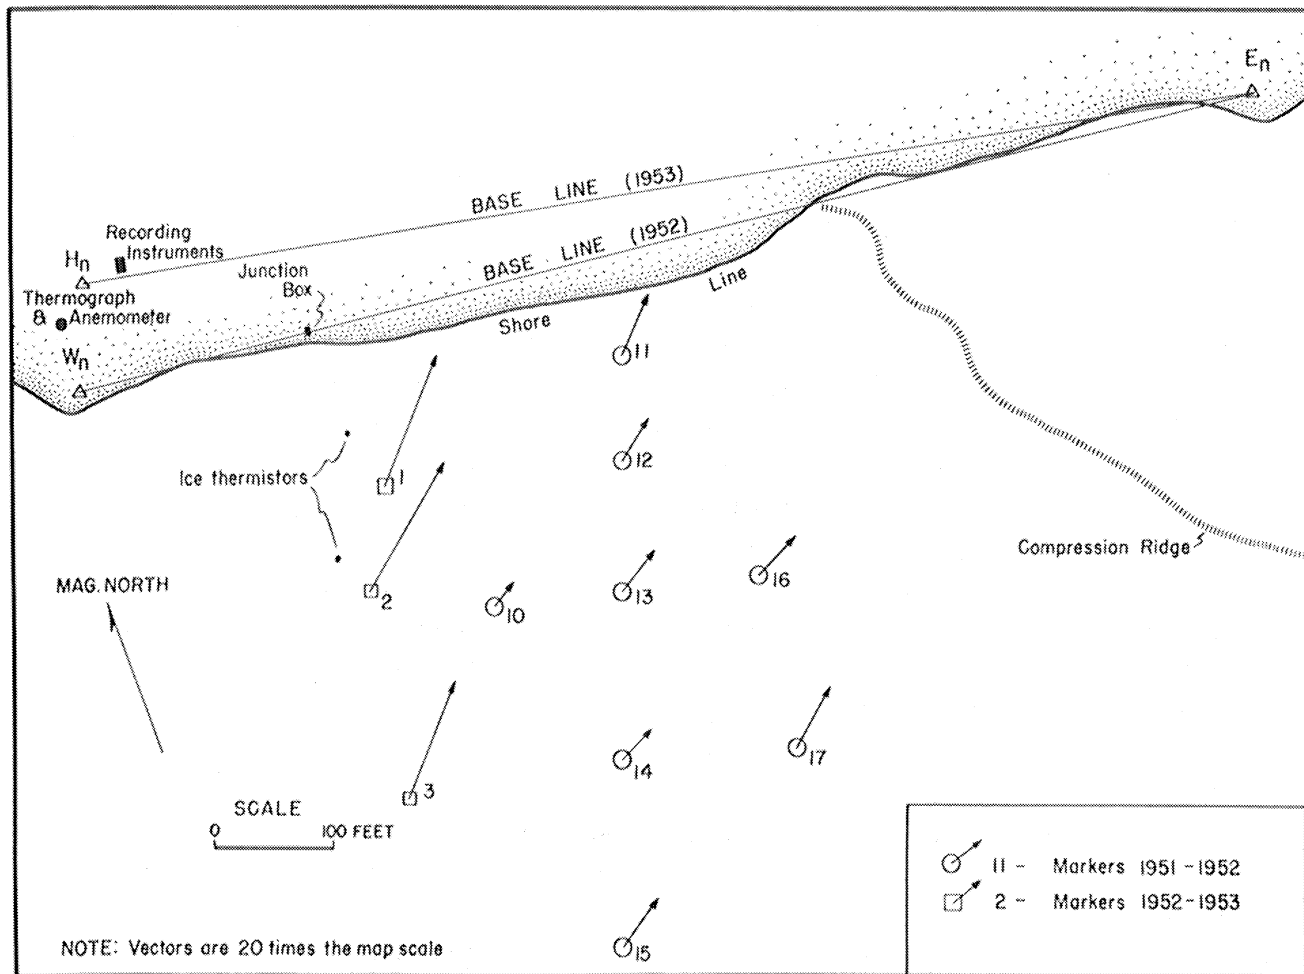 En
BASE LINE (1953)
Recording
Instruments
Hn
BASE LINE (1952)
Junction
Box
Thermograph
& Anemometer
Line
Shore
Wn
11
12
1
Ice thermistors
Compression Ridge
16
13
MAG. NORTH
2
10
17
14
3
SCALE
0 100 FEET
11 - Markers 1951 - 1952
2 - Markers 1952 - 1953
15
NOTE: Vectors are 20 times the map scale